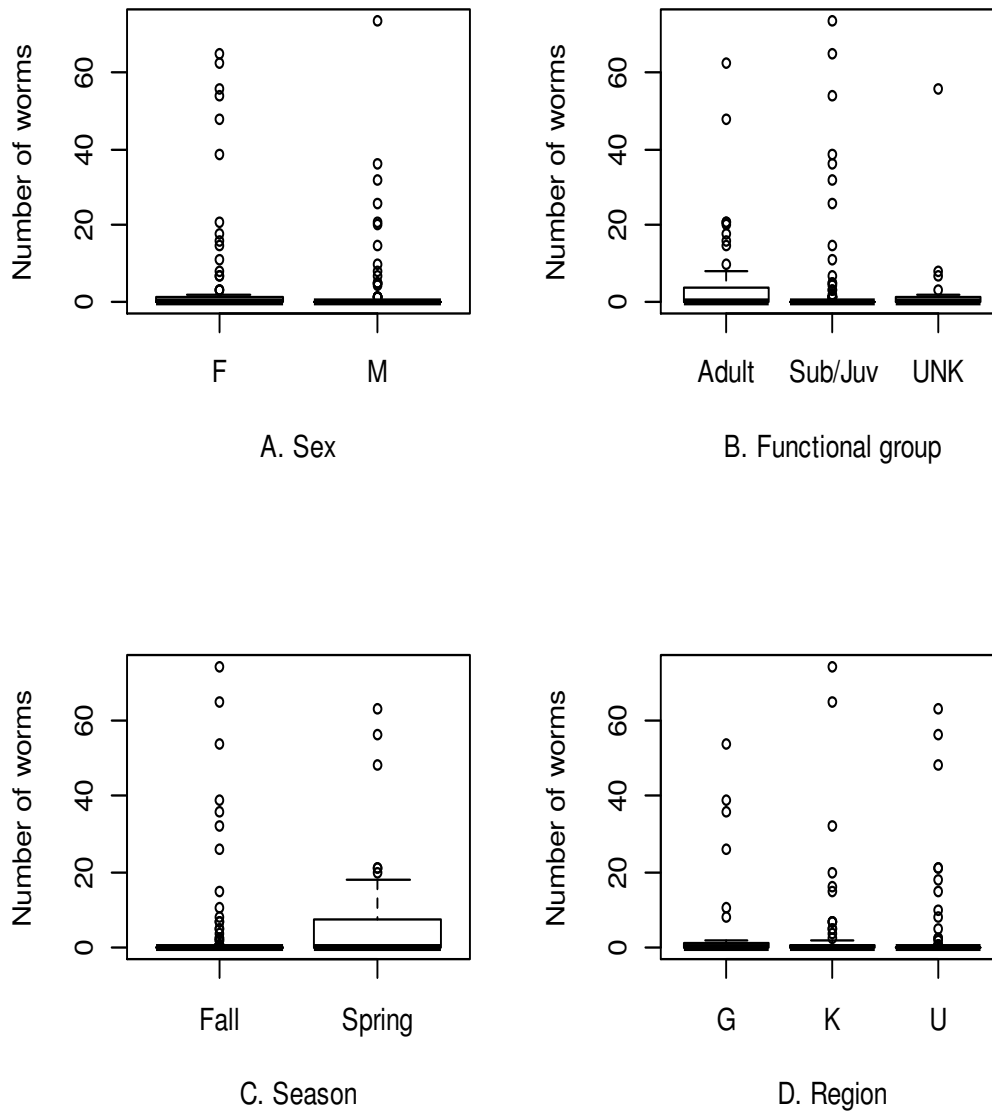 Number of worms
0 20 40 60
F M
A. Sex
Number of worms
0 20 40 60
Adult Sub/Juv UNK
B. Functional group
Number of worms
0 20 40 60
Fall Spring
C. Season
Number of worms
0 20 40 60
G K U
D. Region